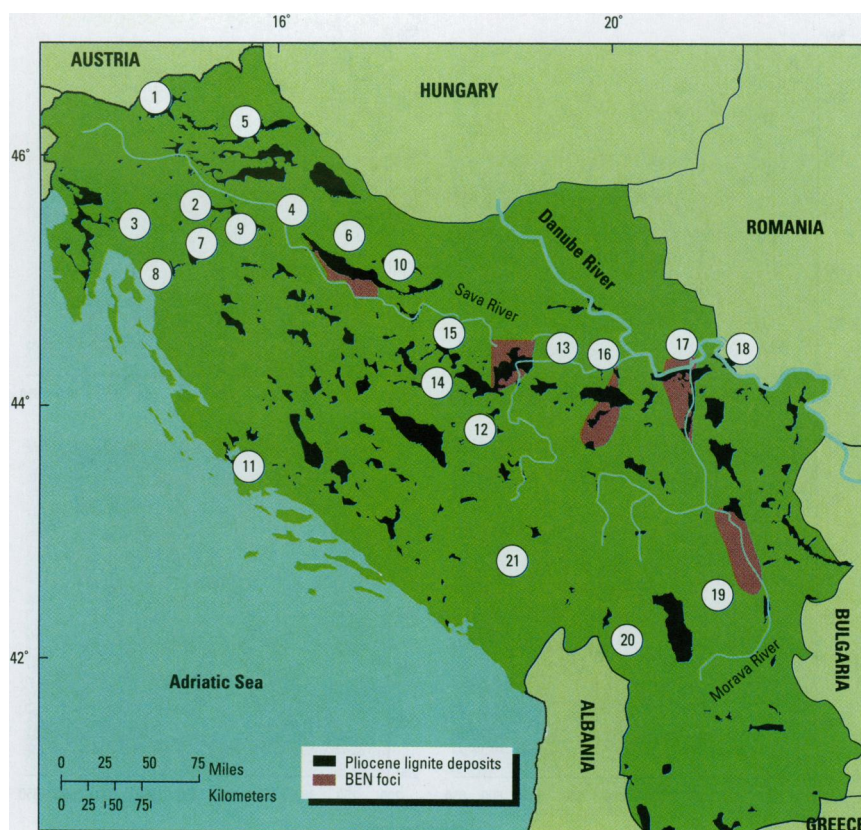 16°
20°
AUSTRIA
HUNGARY
1
5
46°
ROMANIA
2
4
3
9
6
7
Danube River
8
10
Sava River
15
13
16
17
18
14
44°
12
11
21
19
20
42°
Adriatic Sea
Morava River
BULGARIA
ALBANIA
0 25 50 75 Miles
0 25 50 75 Kilometers
Pliocene lignite deposits
BEN foci
GREECE